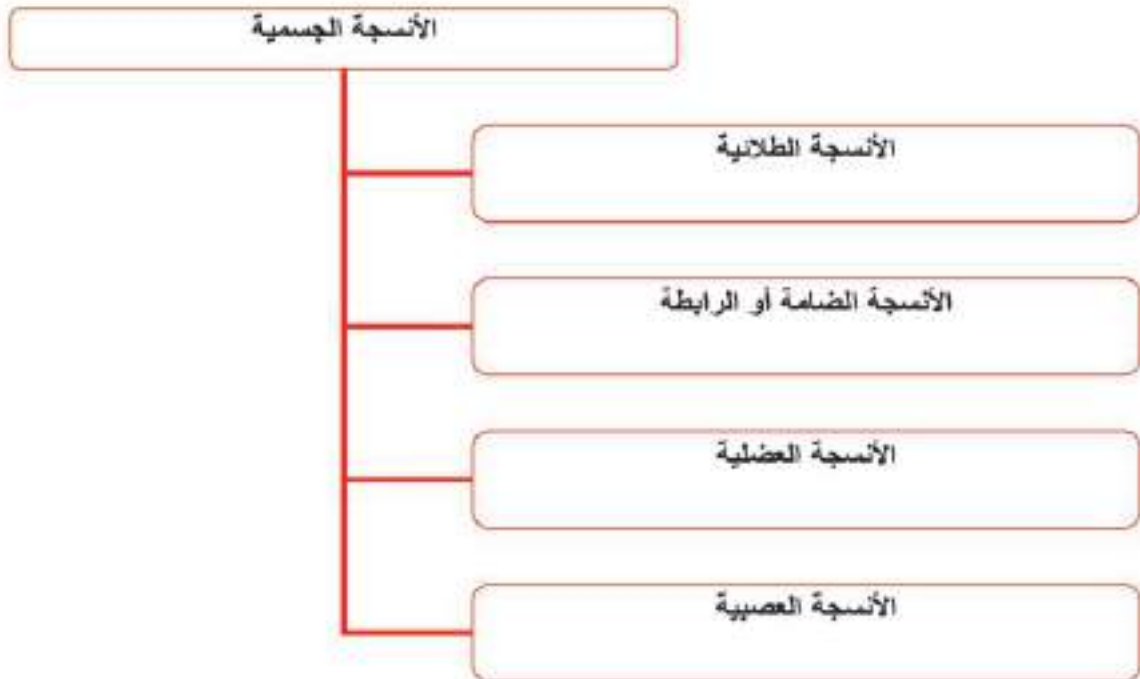 الأنسجة الجسمية
الأنسجة الطلائية
الأنسجة الضامة أو الرابطة
الأنسجة العضلية
الأنسجة العصبية